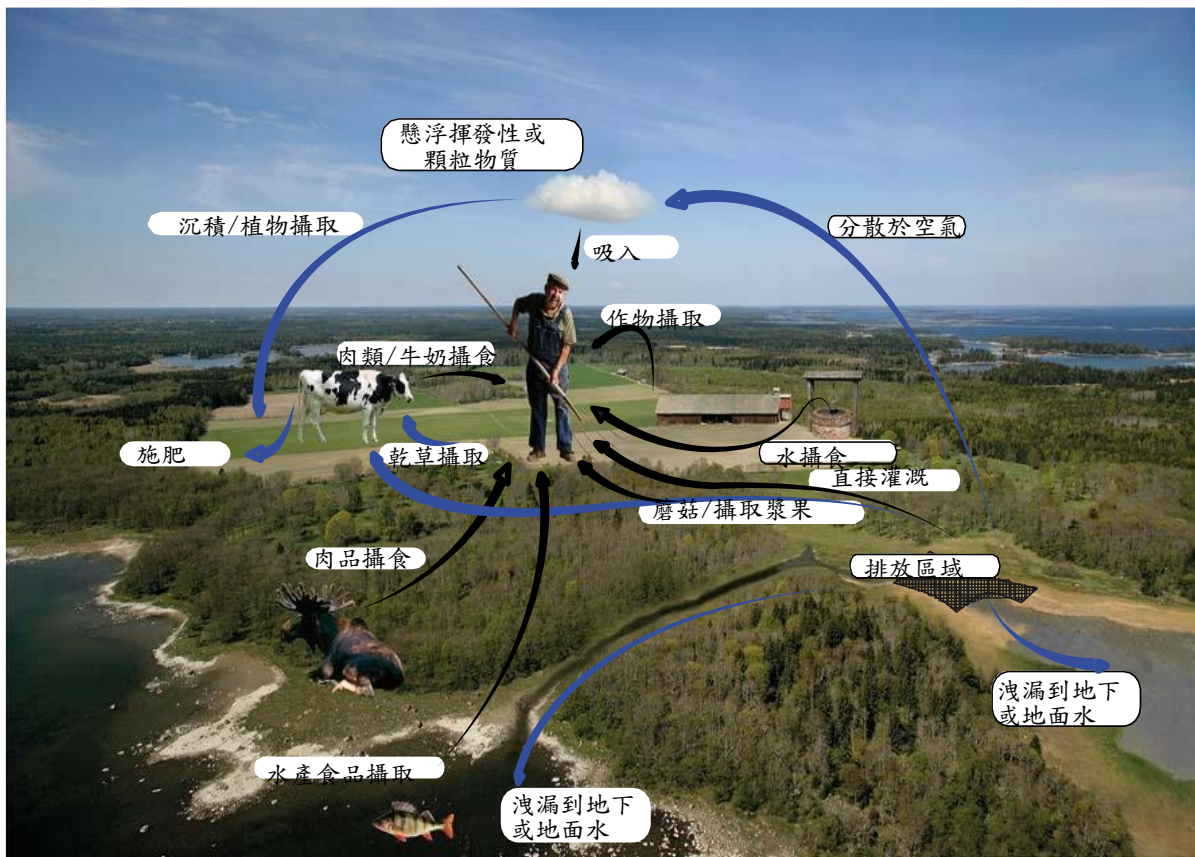 懸浮揮發性或
顆粒物質
沉積/植物攝取
分散於空氣
吸入
作物攝取
肉類/牛奶攝食
施肥
乾草攝取
水攝食
直接灌溉
蘑菇/攝取漿果
肉品攝食
排放區域
洩漏到地下
或地面水
水產食品攝取
洩漏到地下
或地面水